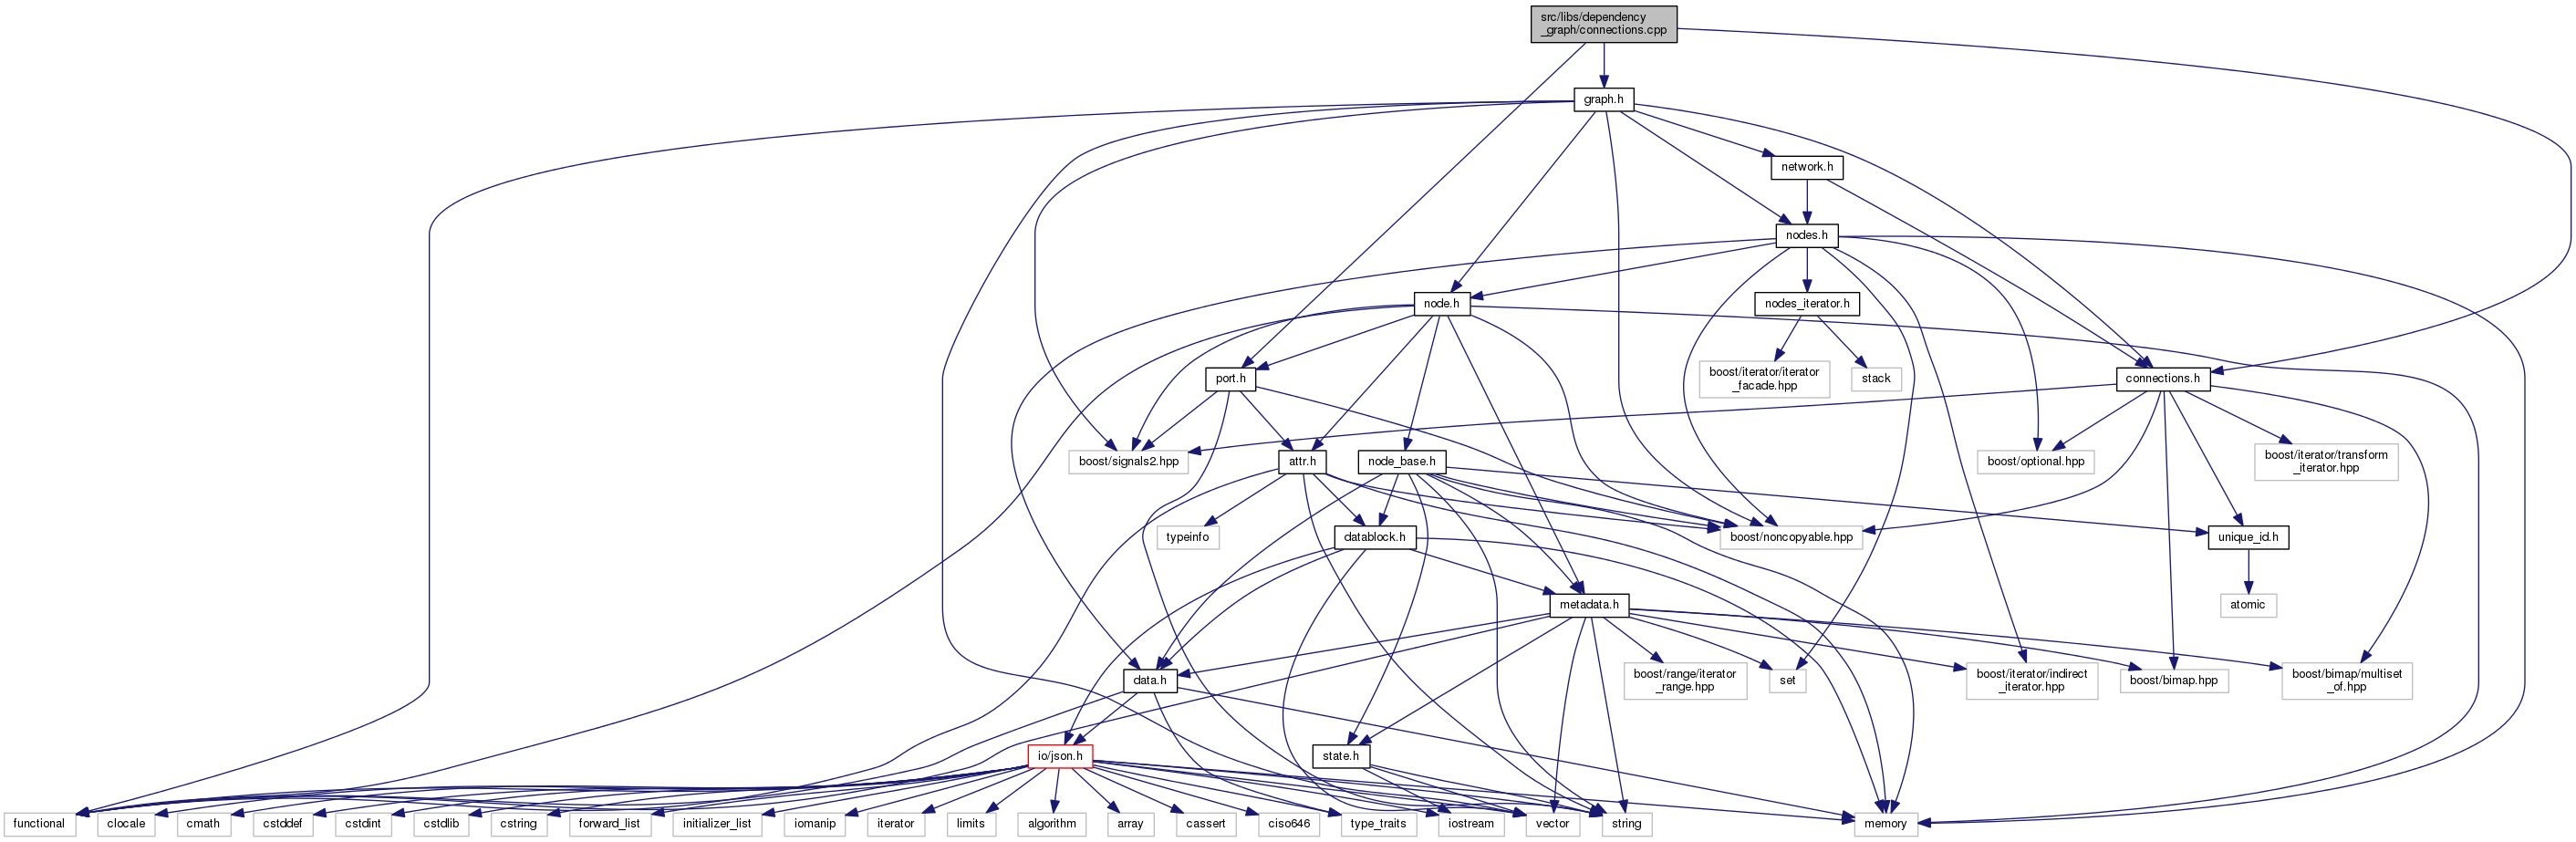 src/libs/dependency
_graph/connections.cpp
graph.h
network.h
nodes.h
node.h
nodes_iterator.h
port.h
boost/iterator/iterator
_facade.hpp
stack
connections.h
boost/signals2.hpp
attr.h
node_base.h
boost/optional.hpp
boost/iterator/transform
_iterator.hpp
typeinfo
datablock.h
boost/noncopyable.hpp
unique_id.h
metadata.h
atomic
data.h
boost/range/iterator
_range.hpp
set
boost/iterator/indirect
_iterator.hpp
boost/bimap.hpp
boost/bimap/multiset
_of.hpp
io/json.h
state.h
functional
clocale
cmath
cstddef
cstdint
cstdlib
cstring
forward_list
initializer_list
iomanip
iterator
limits
algorithm
array
cassert
ciso646
type_traits
iostream
vector
string
memory